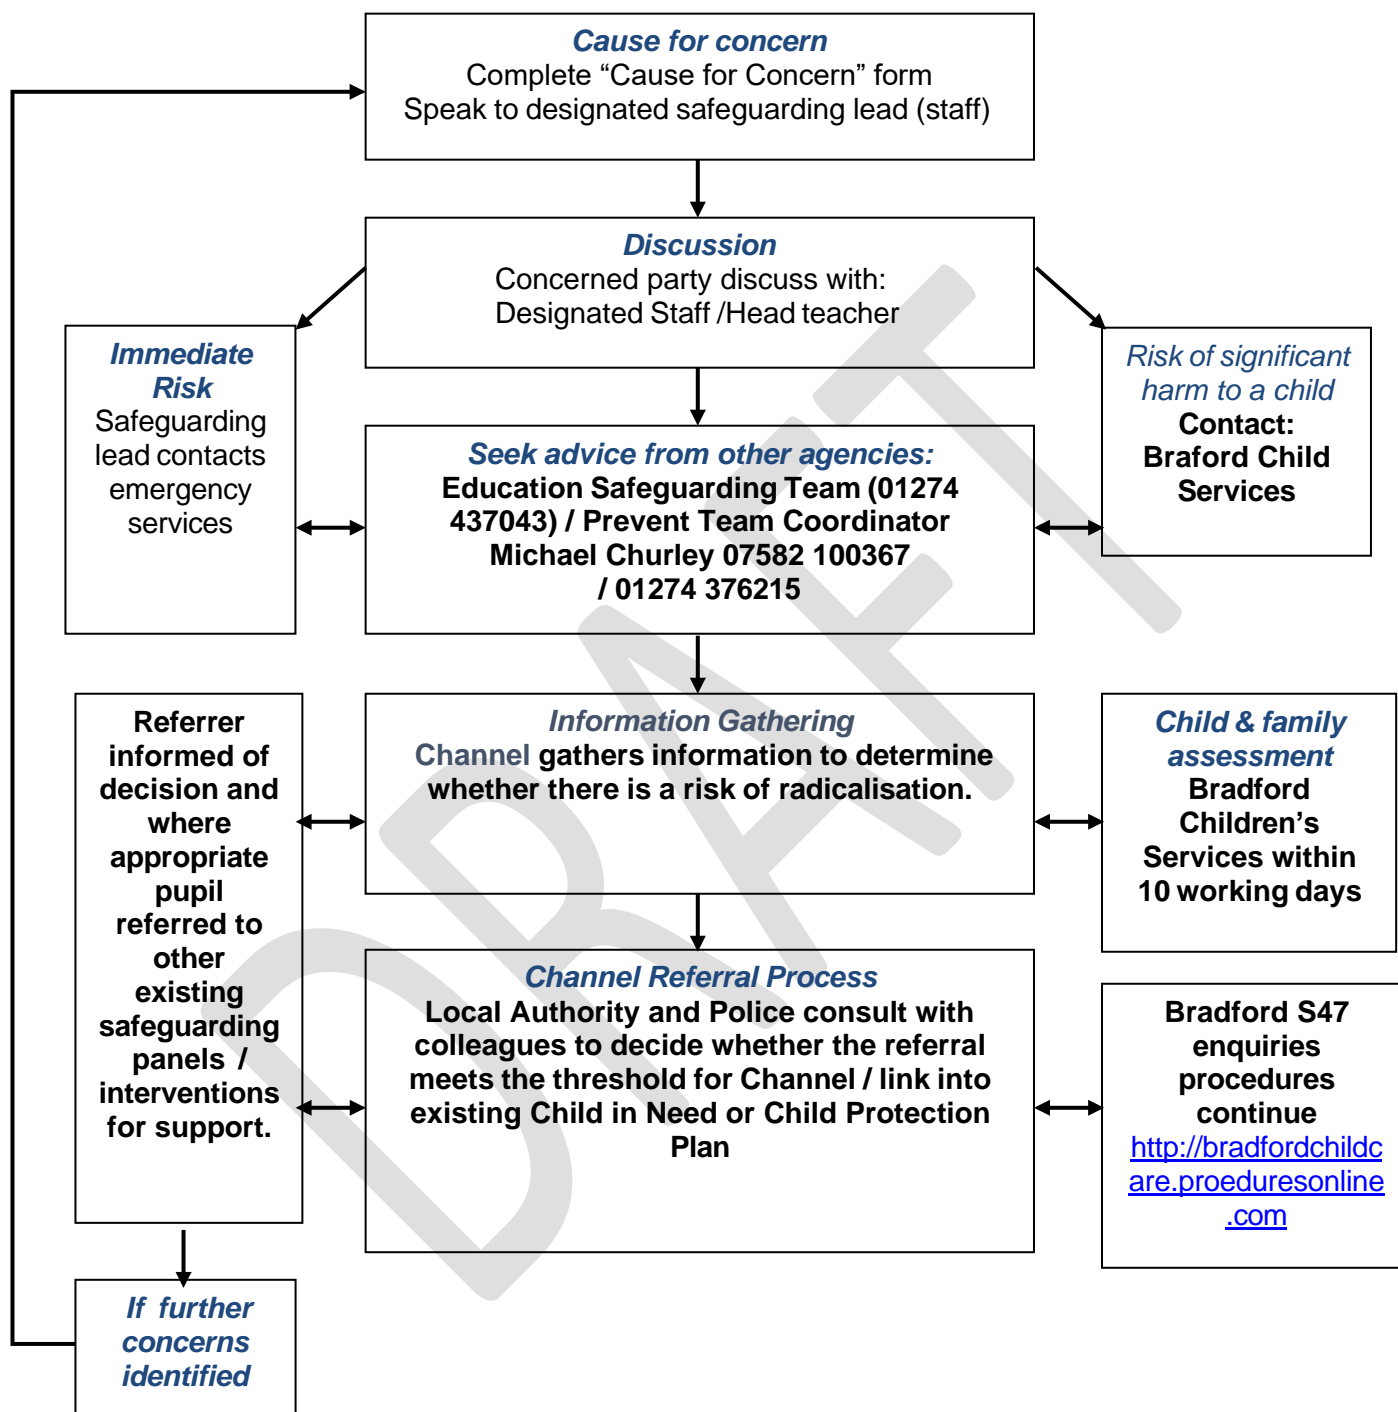 Cause for concern
Complete “Cause for Concern” form
Speak to designated safeguarding lead (staff)
Discussion
Concerned party discuss with:
Designated Staff /Head teacher
Immediate
Risk
Safeguarding
lead contacts
emergency
services
Seek advice from other agencies:
Education Safeguarding Team (01274
437043) / Prevent Team Coordinator
Michael Churley 07582 100367
/ 01274 376215
Risk of significant
harm to a child
Contact:
Braford Child
Services
Referrer
informed of
decision and
where
appropriate
pupil
referred to
other
existing
safeguarding
panels /
interventions
for support.
Information Gathering
Channel gathers information to determine
whether there is a risk of radicalisation.
Child & family
assessment
Bradford
Children’s
Services within
10 working days
Channel Referral Process
Local Authority and Police consult with
colleagues to decide whether the referral
meets the threshold for Channel / link into
existing Child in Need or Child Protection
Plan
Bradford S47
enquiries
procedures
continue
http://bradfordchildc
are.proeduresonline
.com
If further
concerns
identified
DRAFT